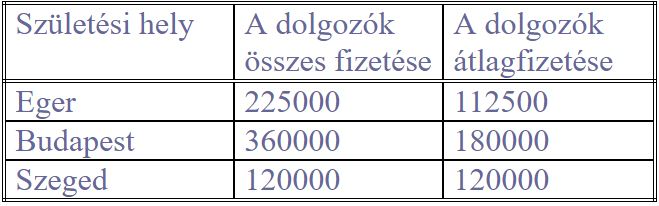 Születési hely A dolgozók összes fizetése A dolgozók átlagfizetése
Eger 225000 112500
Budapest 360000 180000
Szeged 120000 120000